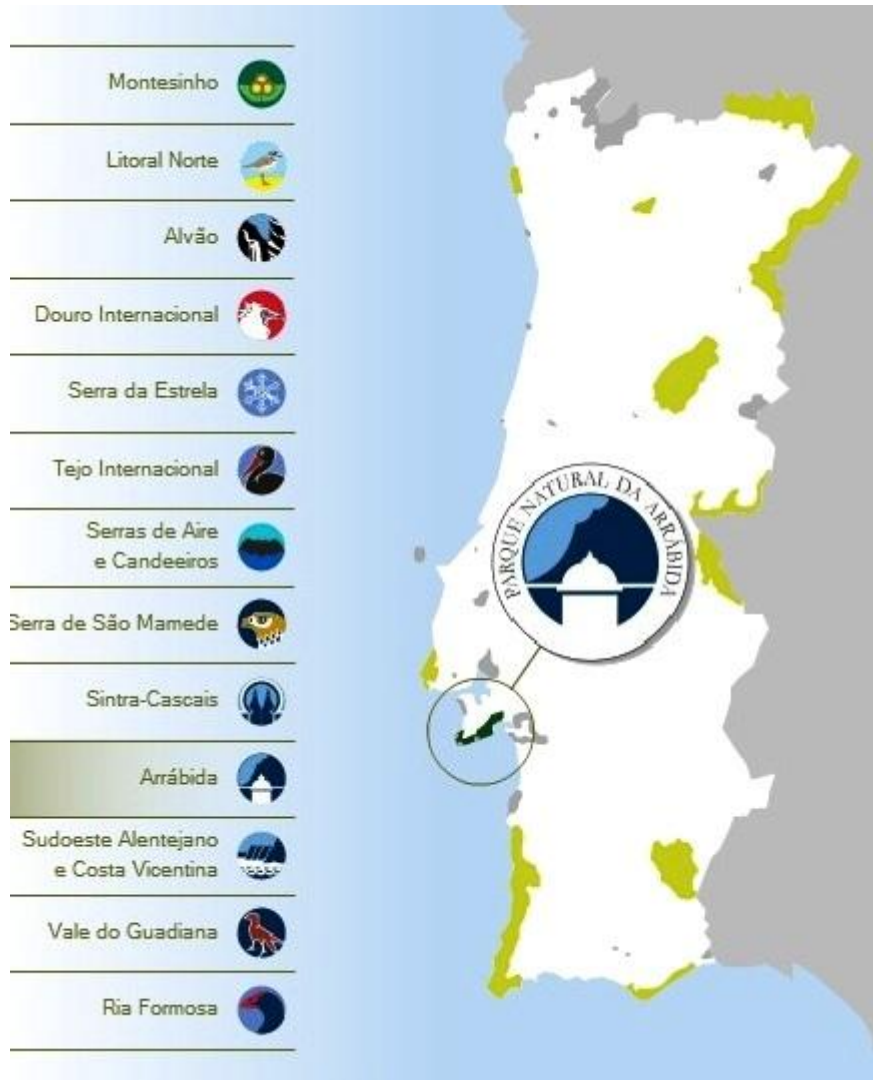 Montesinho
Litoral Norte
Alvão
Douro Internacional
Serra da Estrela
Tejo Internacional
Serras de Aire
e Candeeiros
Serra de São Mamede
Sintra-Cascais
Arrábida
Sudoeste Alentejano
e Costa Vicentina
Vale do Guadiana
Ria Formosa
PARQUE NATURAL DA ARRÁBIDA